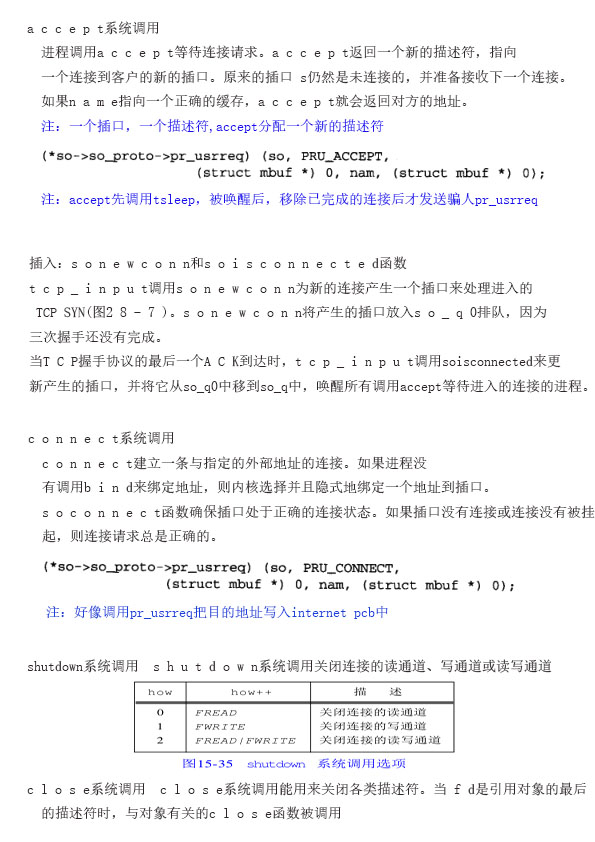 a c c e p t系统调用
进程调用a c c e p t等待连接请求。a c c e p t返回一个新的描述符，指向
一个连接到客户的新的插口。原来的插口 s仍然是未连接的，并准备接收下一个连接。
如果n a m e指向一个正确的缓存，a c c e p t就会返回对方的地址。
注：一个插口，一个描述符,accept分配一个新的描述符
(*so->so_proto->pr_usrreq) (so, PRU_ACCEPT,
(struct mbuf *) 0, nam, (struct mbuf *) 0);
注：accept先调用tsleep，被唤醒后，移除已完成的连接后才发送骗人pr_usrreq
插入：s o n e w c o n n和s o i s c o n n e c t e d函数
t c p _ i n p u t调用s o n e w c o n n为新的连接产生一个插口来处理进入的
TCP SYN(图2 8 - 7 )。s o n e w c o n n将产生的插口放入s o _ q 0排队，因为
三次握手还没有完成。
当T C P握手协议的最后一个A C K到达时，t c p _ i n p u t调用soisconnected来更
新产生的插口，并将它从so_q0中移到so_q中，唤醒所有调用accept等待进入的连接的进程。
c o n n e c t系统调用
c o n n e c t建立一条与指定的外部地址的连接。如果进程没
有调用b i n d来绑定地址，则内核选择并且隐式地绑定一个地址到插口。
s o c o n n e c t函数确保插口处于正确的连接状态。如果插口没有连接或连接没有被挂
起，则连接请求总是正确的。
(*so->so_proto->pr_usrreq) (so, PRU_CONNECT,
(struct mbuf *) 0, nam, (struct mbuf *) 0);
注：好像调用pr_usrreq把目的地址写入internet pcb中
shutdown系统调用 s h u t d o w n系统调用关闭连接的读通道、写通道或读写通道
how how++ 描 述
0 FREAD 关闭连接的读通道
1 FWRITE 关闭连接的写通道
2 FREAD|FWRITE 关闭连接的读写通道
图15-35 shutdown 系统调用选项
c l o s e系统调用 c l o s e系统调用能用来关闭各类描述符。当 f d是引用对象的最后
的描述符时，与对象有关的c l o s e函数被调用